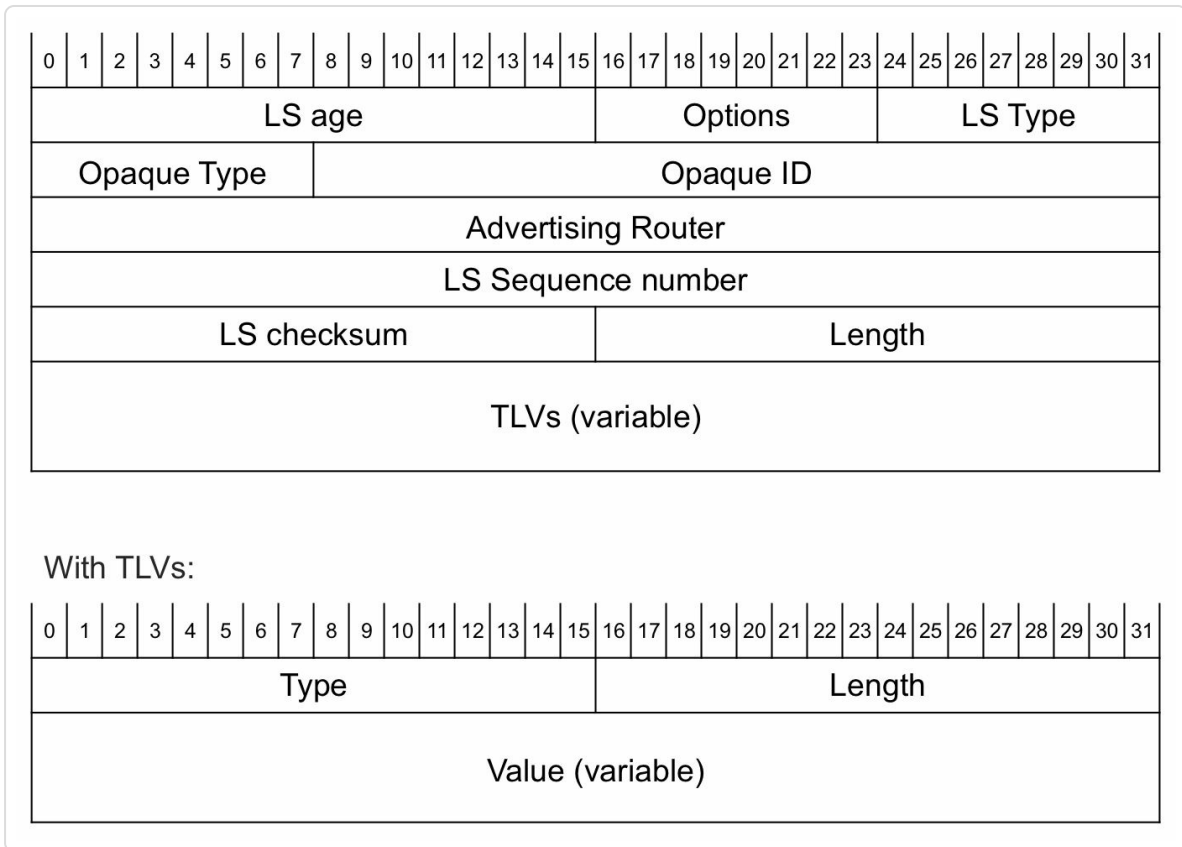 0 1 2 3 4 5 6 7 8 9 10 11 12 13 14 15 16 17 18 19 20 21 22 23 24 25 26 27 28 29 30 31
LS age Options LS Type
Opaque Type Opaque ID
Advertising Router
LS Sequence number
LS checksum Length
TLVs (variable)
With TLVs:
0 1 2 3 4 5 6 7 8 9 10 11 12 13 14 15 16 17 18 19 20 21 22 23 24 25 26 27 28 29 30 31
Type Length
Value (variable)